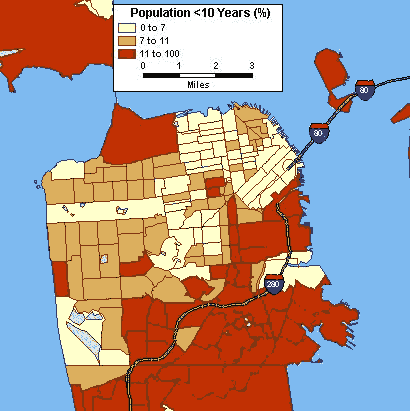 Population <10 Years (%)
0 to 7
7 to 11
11 to 100
0 1 2 3
Miles
80
80
280